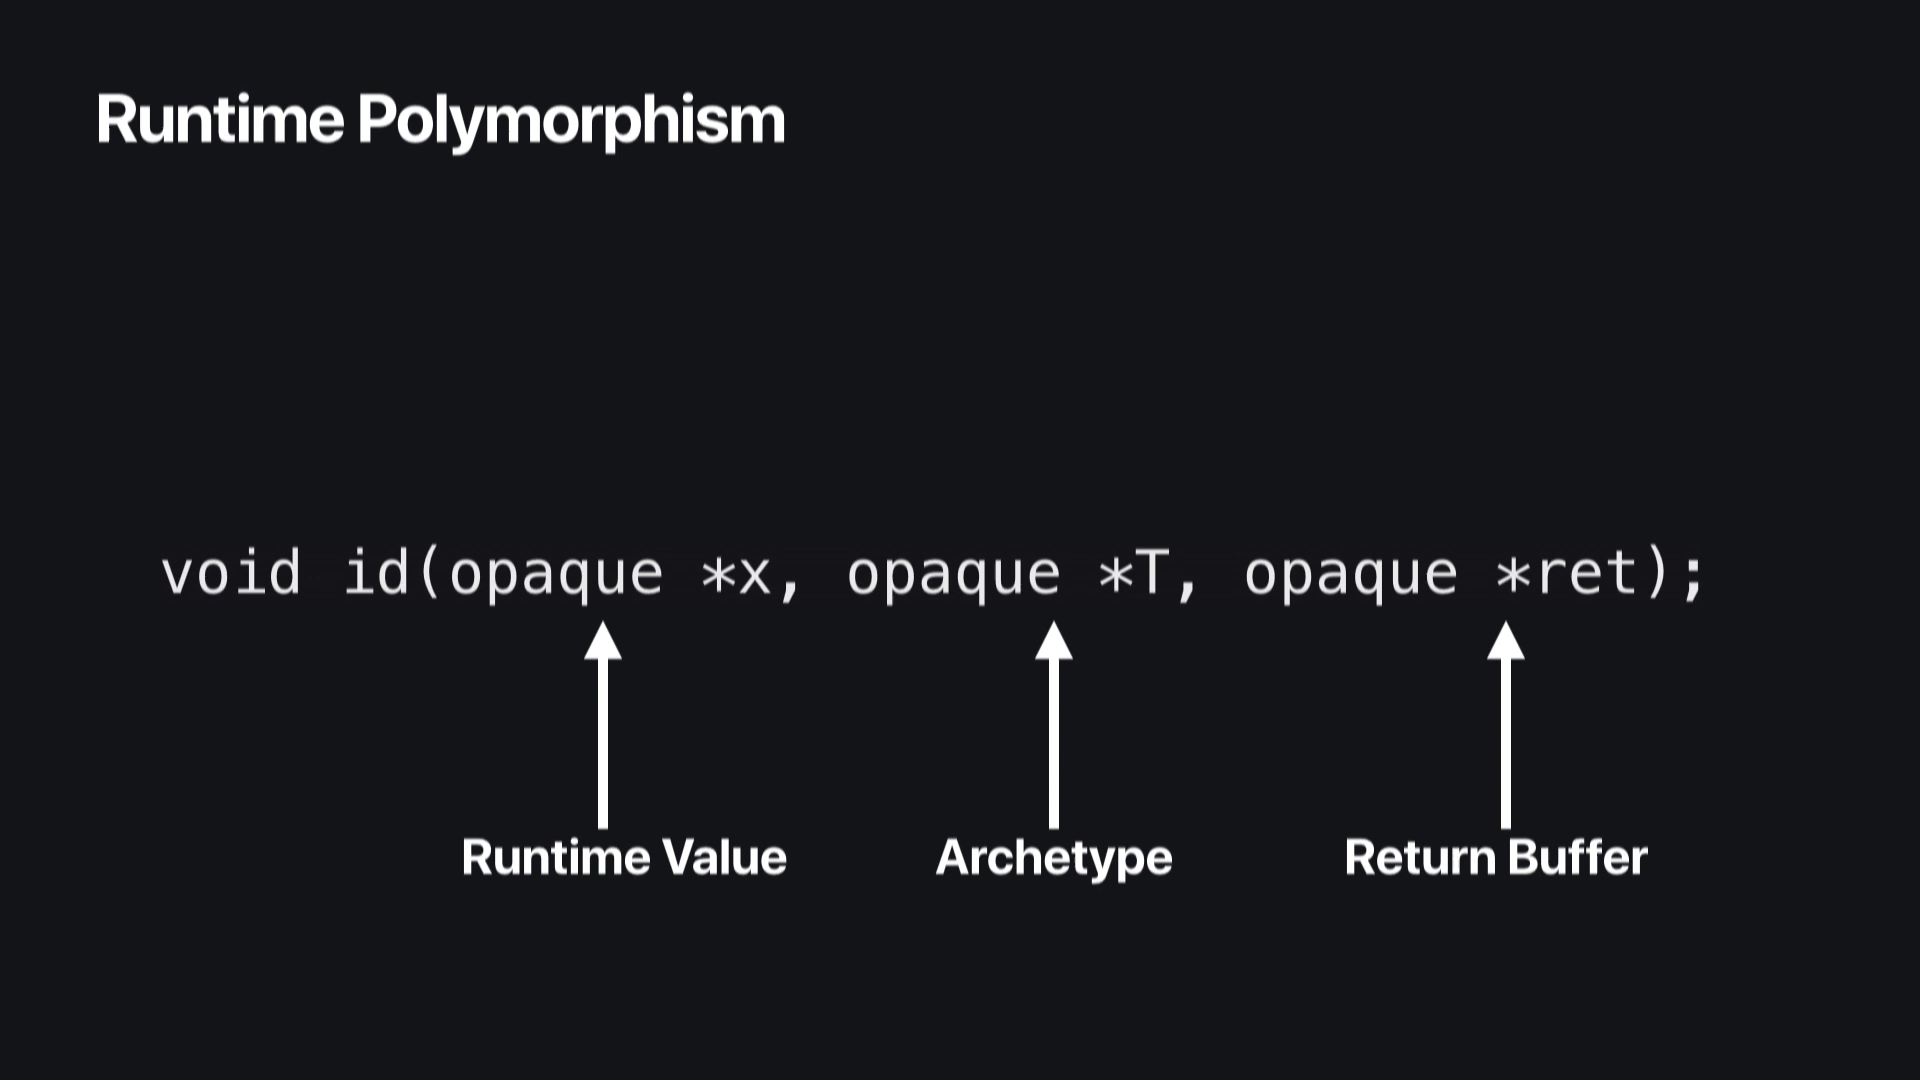 Runtime Polymorphism
void id(opaque *x, opaque *T, opaque *ret);
Runtime Value
Archetype
Return Buffer